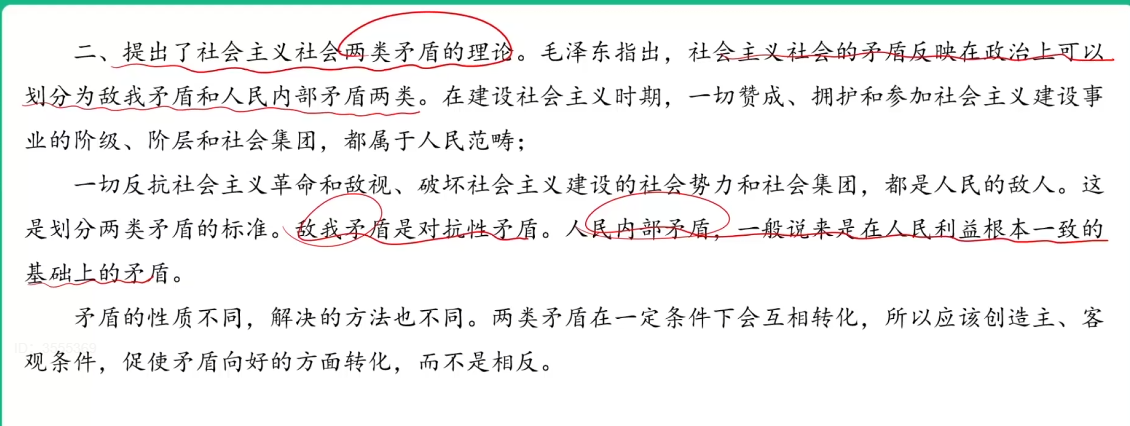 二、提出了社会主义社会两类矛盾的理论。毛泽东指出，社会主义社会的矛盾反映在政治上可以
划分为敌我矛盾和人民内部矛盾两类。在建设社会主义时期，一切赞成、拥护和参加社会主义建设事
业的阶级、阶层和社会集团，都属于人民范畴；
一切反抗社会主义革命和敌视、破坏社会主义建设的社会势力和社会集团，都是人民的敌人。这
是划分两类矛盾的标准。敌我矛盾是对抗性矛盾。人民内部矛盾，一般说来是在人民利益根本一致的
基础上的矛盾。
矛盾的性质不同，解决的方法也不同。两类矛盾在一定条件下会互相转化，所以应该创造主、客
ID: 3555369
观条件，促使矛盾向好的方面转化，而不是相反。